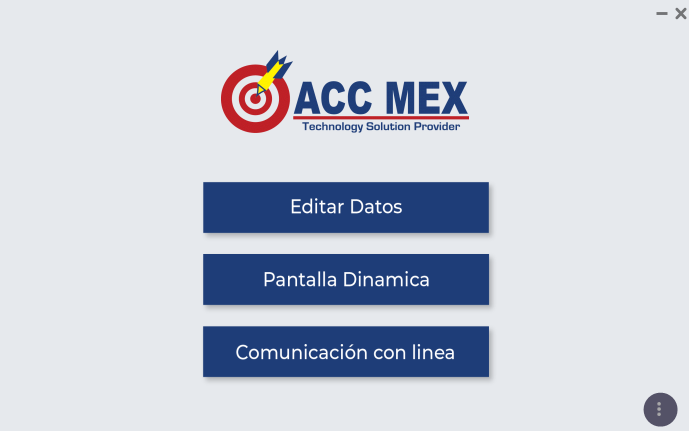 ACC MEX
Technology Solution Provider
Editar Datos
Pantalla Dinamica
Comunicación con linea